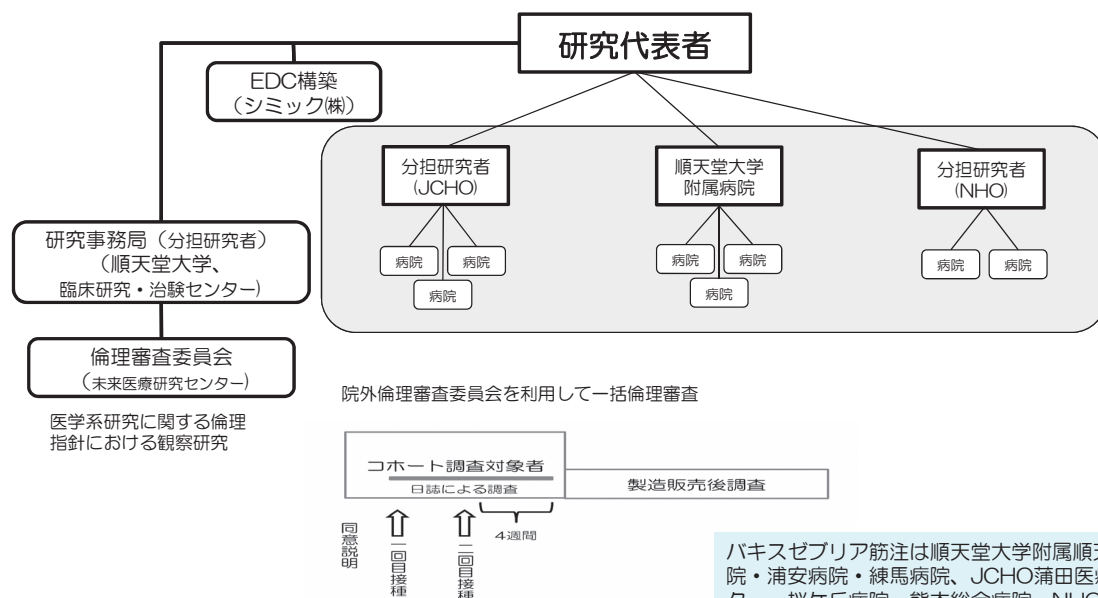 研究代表者
EDC構築
(シミック㈱)
分担研究者
(JCHO)
順天堂大学
附属病院
分担研究者
(NHO)
病院
病院
病院
病院
病院
病院
病院
病院
研究事務局(分担研究者)
(順天堂大学、
臨床研究・治験センター)
倫理審査委員会
(未来医療研究センター)
医学系研究に関する倫理
指針における観察研究
院外倫理審査委員会を利用して一括倫理審査
コホート調査対象者
日誌による調査
製造販売後調査
同意説明
一回目接種
二回目接種
4週間
バキスゼブリア筋注は順天堂大学附属順
院・浦安病院・練馬病院、JCHO蒲田医